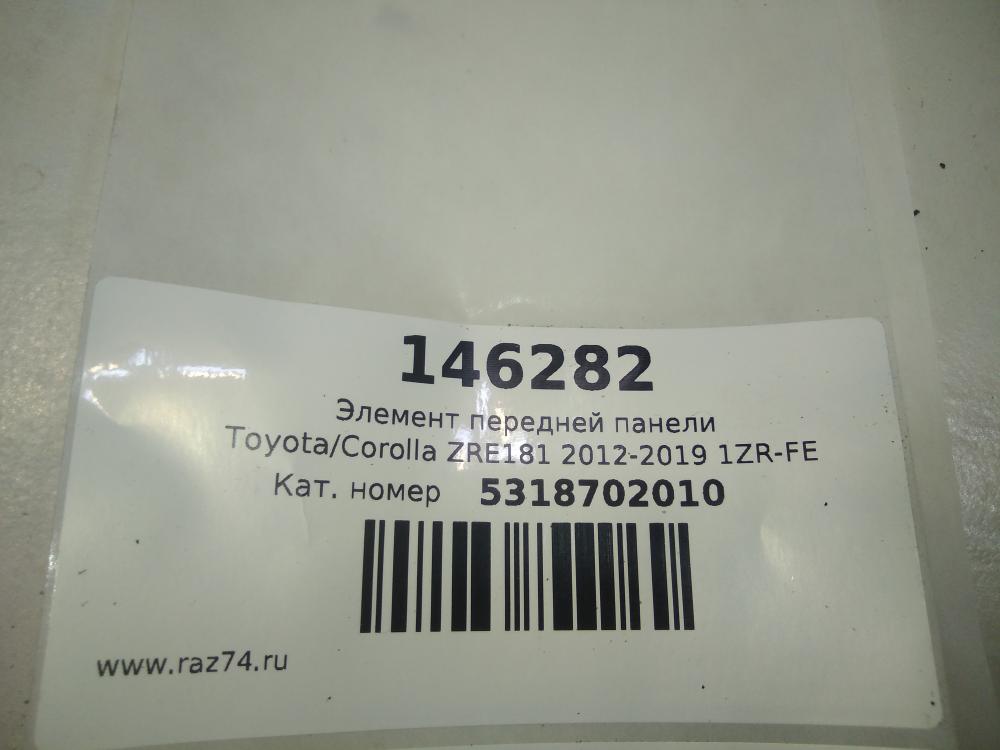 146282
Элемент передней панели
Toyota/Corolla ZRE181 2012-2019 1ZR-FE
Кат. номер 5318702010
www.raz74.ru